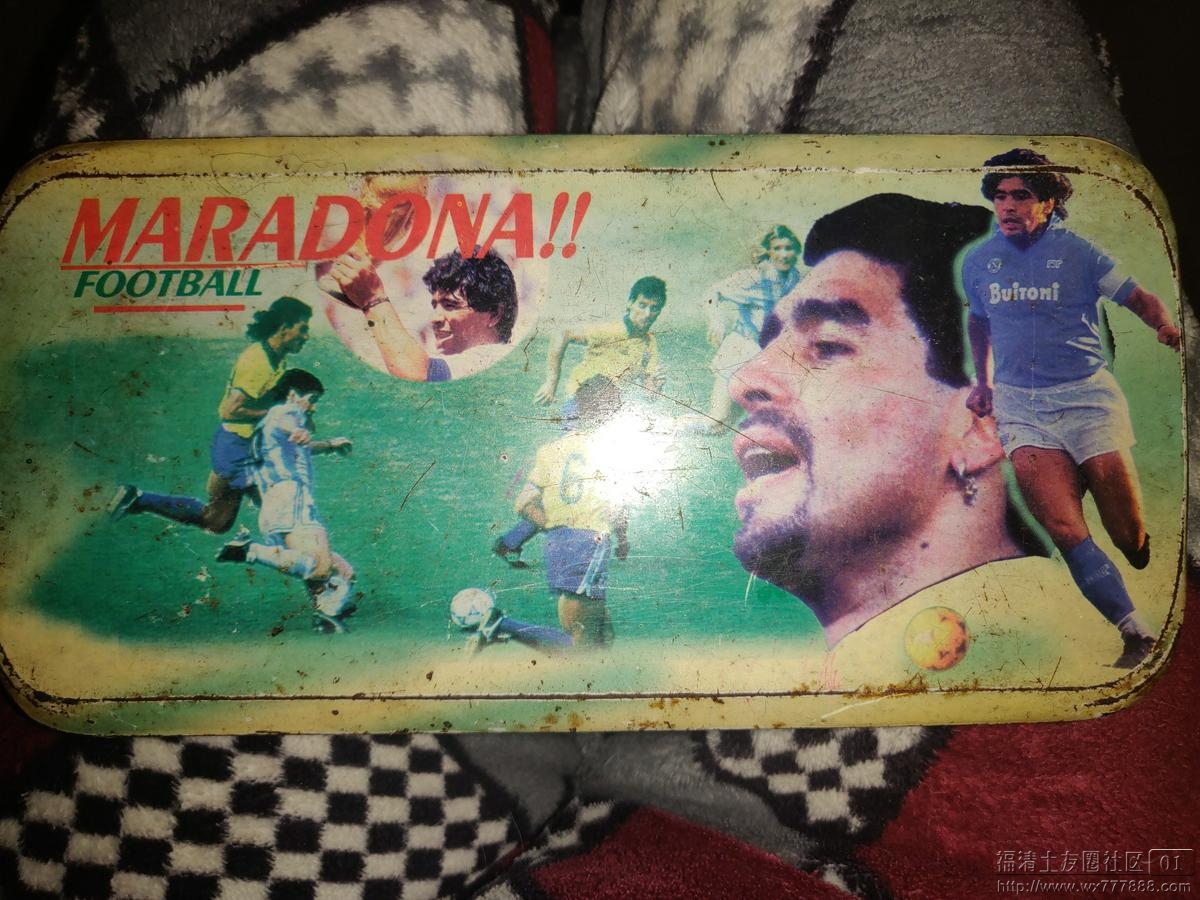 MARADONA!!
FOOTBALL
Buitoni
6
福清土友圈社区 01
http://www.wx777888.com